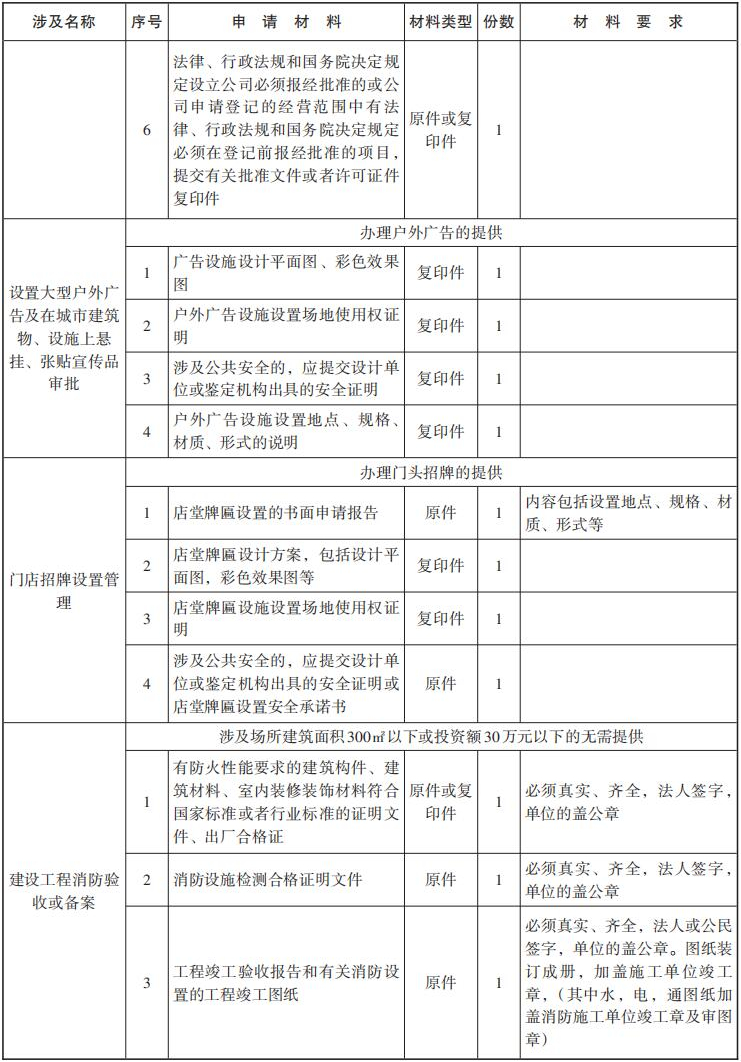 涉及名称 序号 申请材料 材料类型 份数 材料要求
6
法律、行政法规和国务院决定规
定设立公司必须报经批准的或公
司申请登记的经营范围中有法
律、行政法规和国务院决定规定
必须在登记前报经批准的项目，
提交有关批准文件或者许可证件
复印件
原件或复
印件
1
设置大型户外广
告及在城市建筑
物、设施上悬
挂、张贴宣传品
审批
办理户外广告的提供
1
广告设施设计平面图、彩色效果
图
复印件
1
2
户外广告设施设置场地使用权证
明
复印件
1
3
涉及公共安全的，应提交设计单
位或鉴定机构出具的安全证明
复印件
1
4
户外广告设施设置地点、规格、
材质、形式的说明
复印件
1
门店招牌设置管
理
办理门头招牌的提供
1
店堂牌匾设置的书面申请报告
原件
1
内容包括设置地点、规格、材
质、形式等
2
店堂牌匾设计方案，包括设计平
面图，彩色效果图等
复印件
1
3
店堂牌匾设施设置场地使用权证
明
复印件
1
4
涉及公共安全的，应提交设计单
位或鉴定机构出具的安全证明或
店堂牌匾设置安全承诺书
原件
1
建设工程消防验
收或备案
涉及场所建筑面积300㎡以下或投资额30万元以下的无需提供
1
有防火性能要求的建筑构件、建
筑材料、室内装修装饰材料符合
国家标准或者行业标准的证明文
件、出厂合格证
原件或复
印件
1
必须真实、齐全，法人签字，
单位的盖公章
2
消防设施检测合格证明文件
原件
1
必须真实、齐全，法人签字，
单位的盖公章
3
工程竣工验收报告和有关消防设
置的工程竣工图纸
原件
1
必须真实、齐全，法人或公民
签字，单位的盖公章。图纸装
订成册，加盖施工单位竣工
章，（其中水，电，通图纸加
盖消防施工单位竣工章及审图
章）